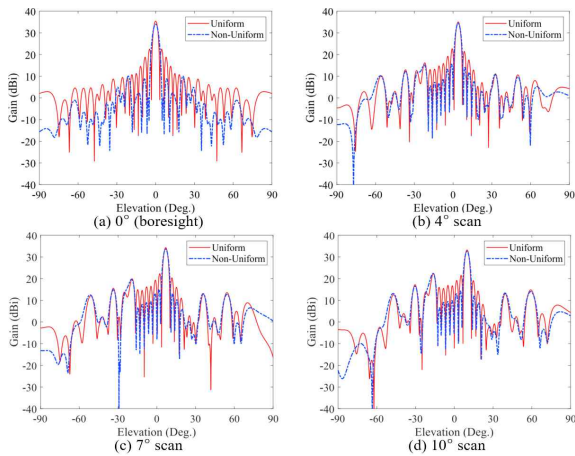 40
30
20
10
0
-10
-20
-30
40
Gain (dBi)
Uniform
Non-Uniform
-90 -60 -30 0 30 60 90
Elevation (Deg.)
(a) 0° (boresight)
40
30
20
10
0
-10
-20
-30
-40
Gain (dBi)
Uniform
Non-Uniform
-90 -60 -30 0 30 60 90
Elevation (Deg.)
(b) 4° scan
40
30
20
10
0
-10
-20
-30
-40
Gain (dBi)
Uniform
Non-Uniform
-90 -60 -30 0 30 60 90
Elevation (Deg.)
(c) 7° scan
40
30
20
10
0
-10
-20
-30
-40
Gain (dBi)
Uniform
Non-Uniform
-90 -60 -30 0 30 60 90
Elevation (Deg.)
(d) 10° scan